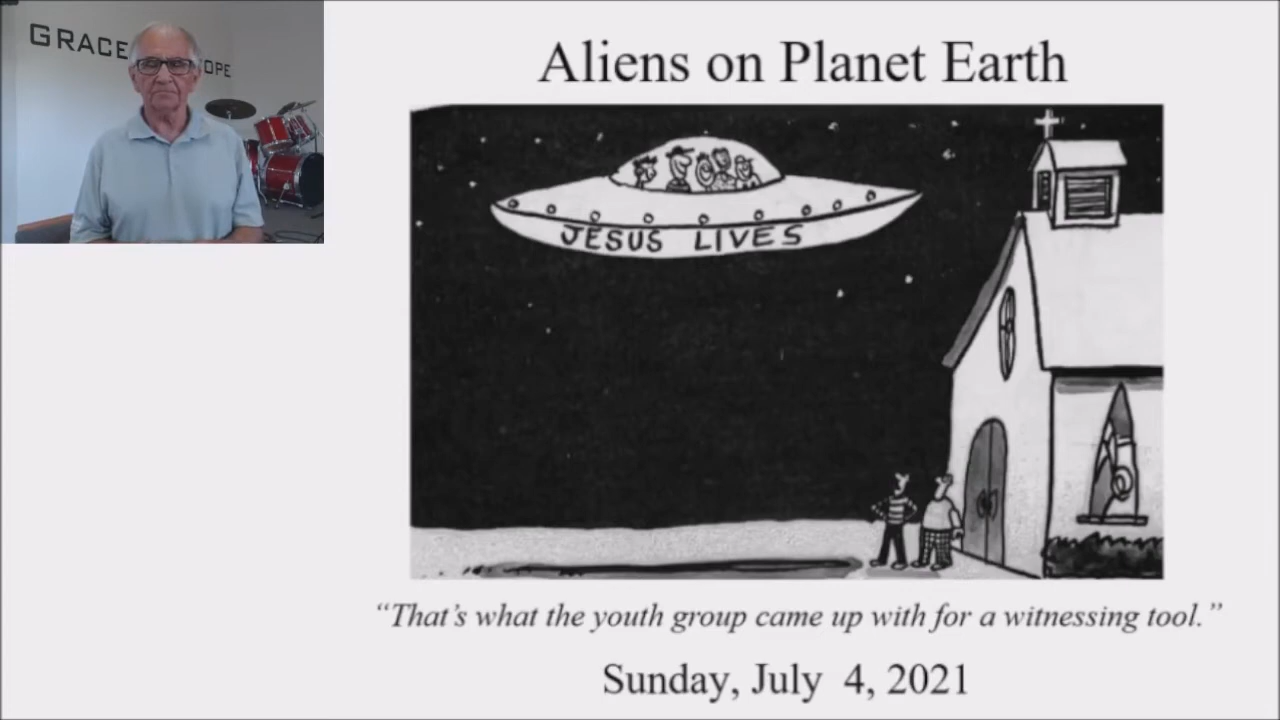 GRACE
OPE
Aliens on Planet Earth
JESUS LIVES
“That’s what the youth group came up with for a witnessing tool.”
Sunday, July 4, 2021